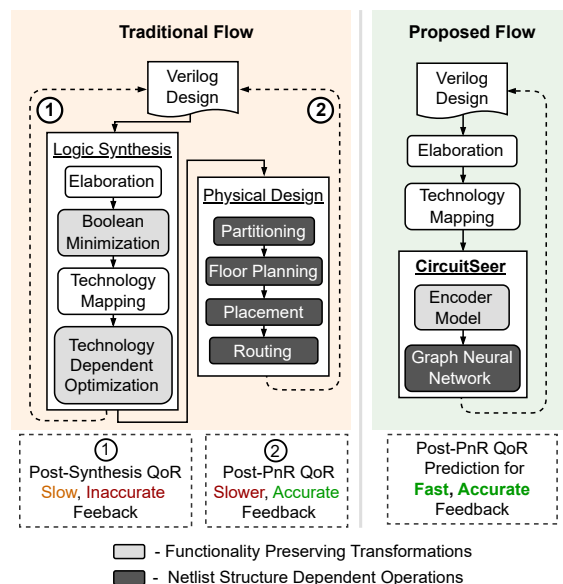 Traditional Flow
Proposed Flow
Verilog
Design
1
2
Logic Synthesis
Elaboration
Boolean
Minimization
Technology
Mapping
Technology
Dependent
Optimization
Physical Design
Partitioning
Floor Planning
Placement
Routing
Verilog
Design
Elaboration
Technology
Mapping
CircuitSeer
Encoder
Model
Graph Neural
Network
1
Post-Synthesis QoR
Slow, Inaccurate
Feeback
2
Post-PnR QoR
Slower, Accurate
Feedback
Post-PnR QoR
Prediction for
Fast, Accurate
Feedback
- Functionality Preserving Transformations
- Netlist Structure Dependent Operations